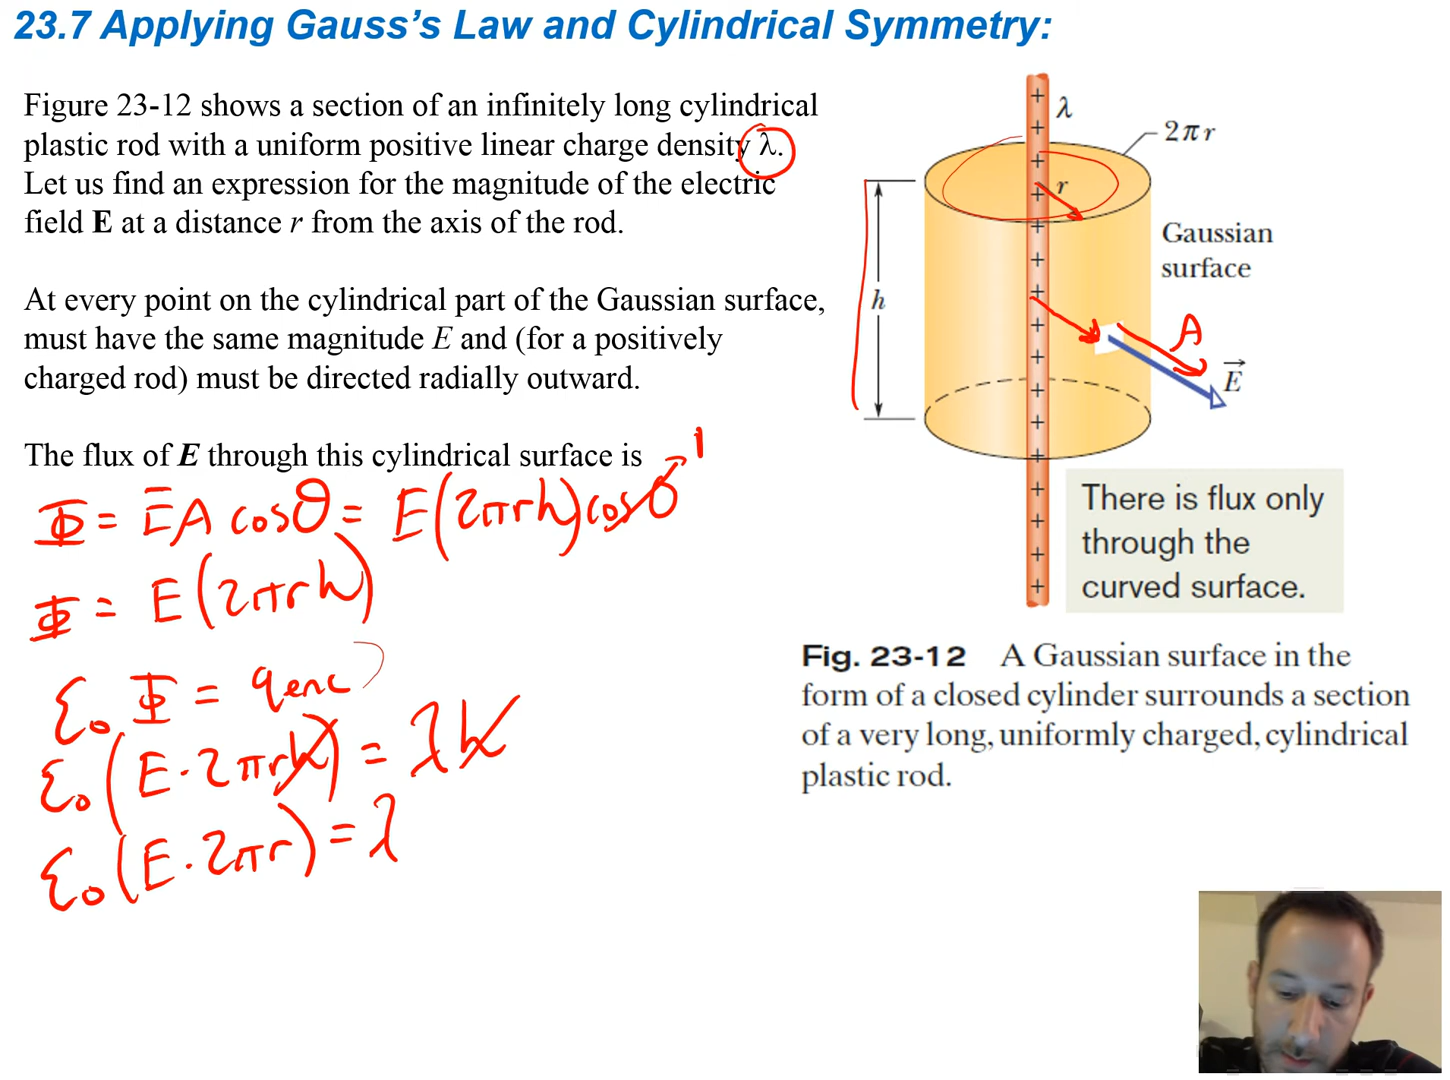 23.7 Applying Gauss’s Law and Cylindrical Symmetry:
Figure 23-12 shows a section of an infinitely long cylindrical
plastic rod with a uniform positive linear charge density λ.
Let us find an expression for the magnitude of the electric
field E at a distance r from the axis of the rod.
At every point on the cylindrical part of the Gaussian surface,
must have the same magnitude E and (for a positively
charged rod) must be directed radially outward.
The flux of E through this cylindrical surface is
Φ = E̅A cosθ = E(2πrh)cos0 → 1
Φ = E(2πrh)
ε₀ Φ = qenc
ε₀(E·2πrh) = λh
ε₀(E·2πr) = λ
λ
2πr
r
Gaussian
surface
h
A
E⃗
There is flux only
through the
curved surface.
Fig. 23-12 A Gaussian surface in the
form of a closed cylinder surrounds a section
of a very long, uniformly charged, cylindrical
plastic rod.